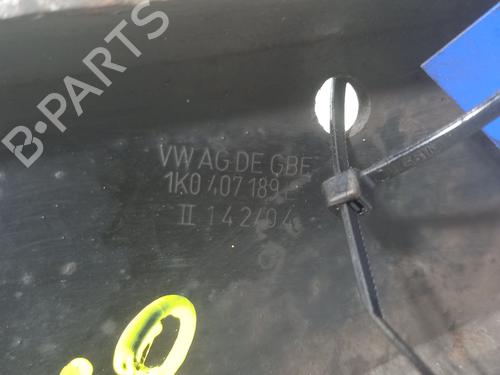 B-PARTS
VW AG DE GBE
1K0 407 189
II 142/04
O